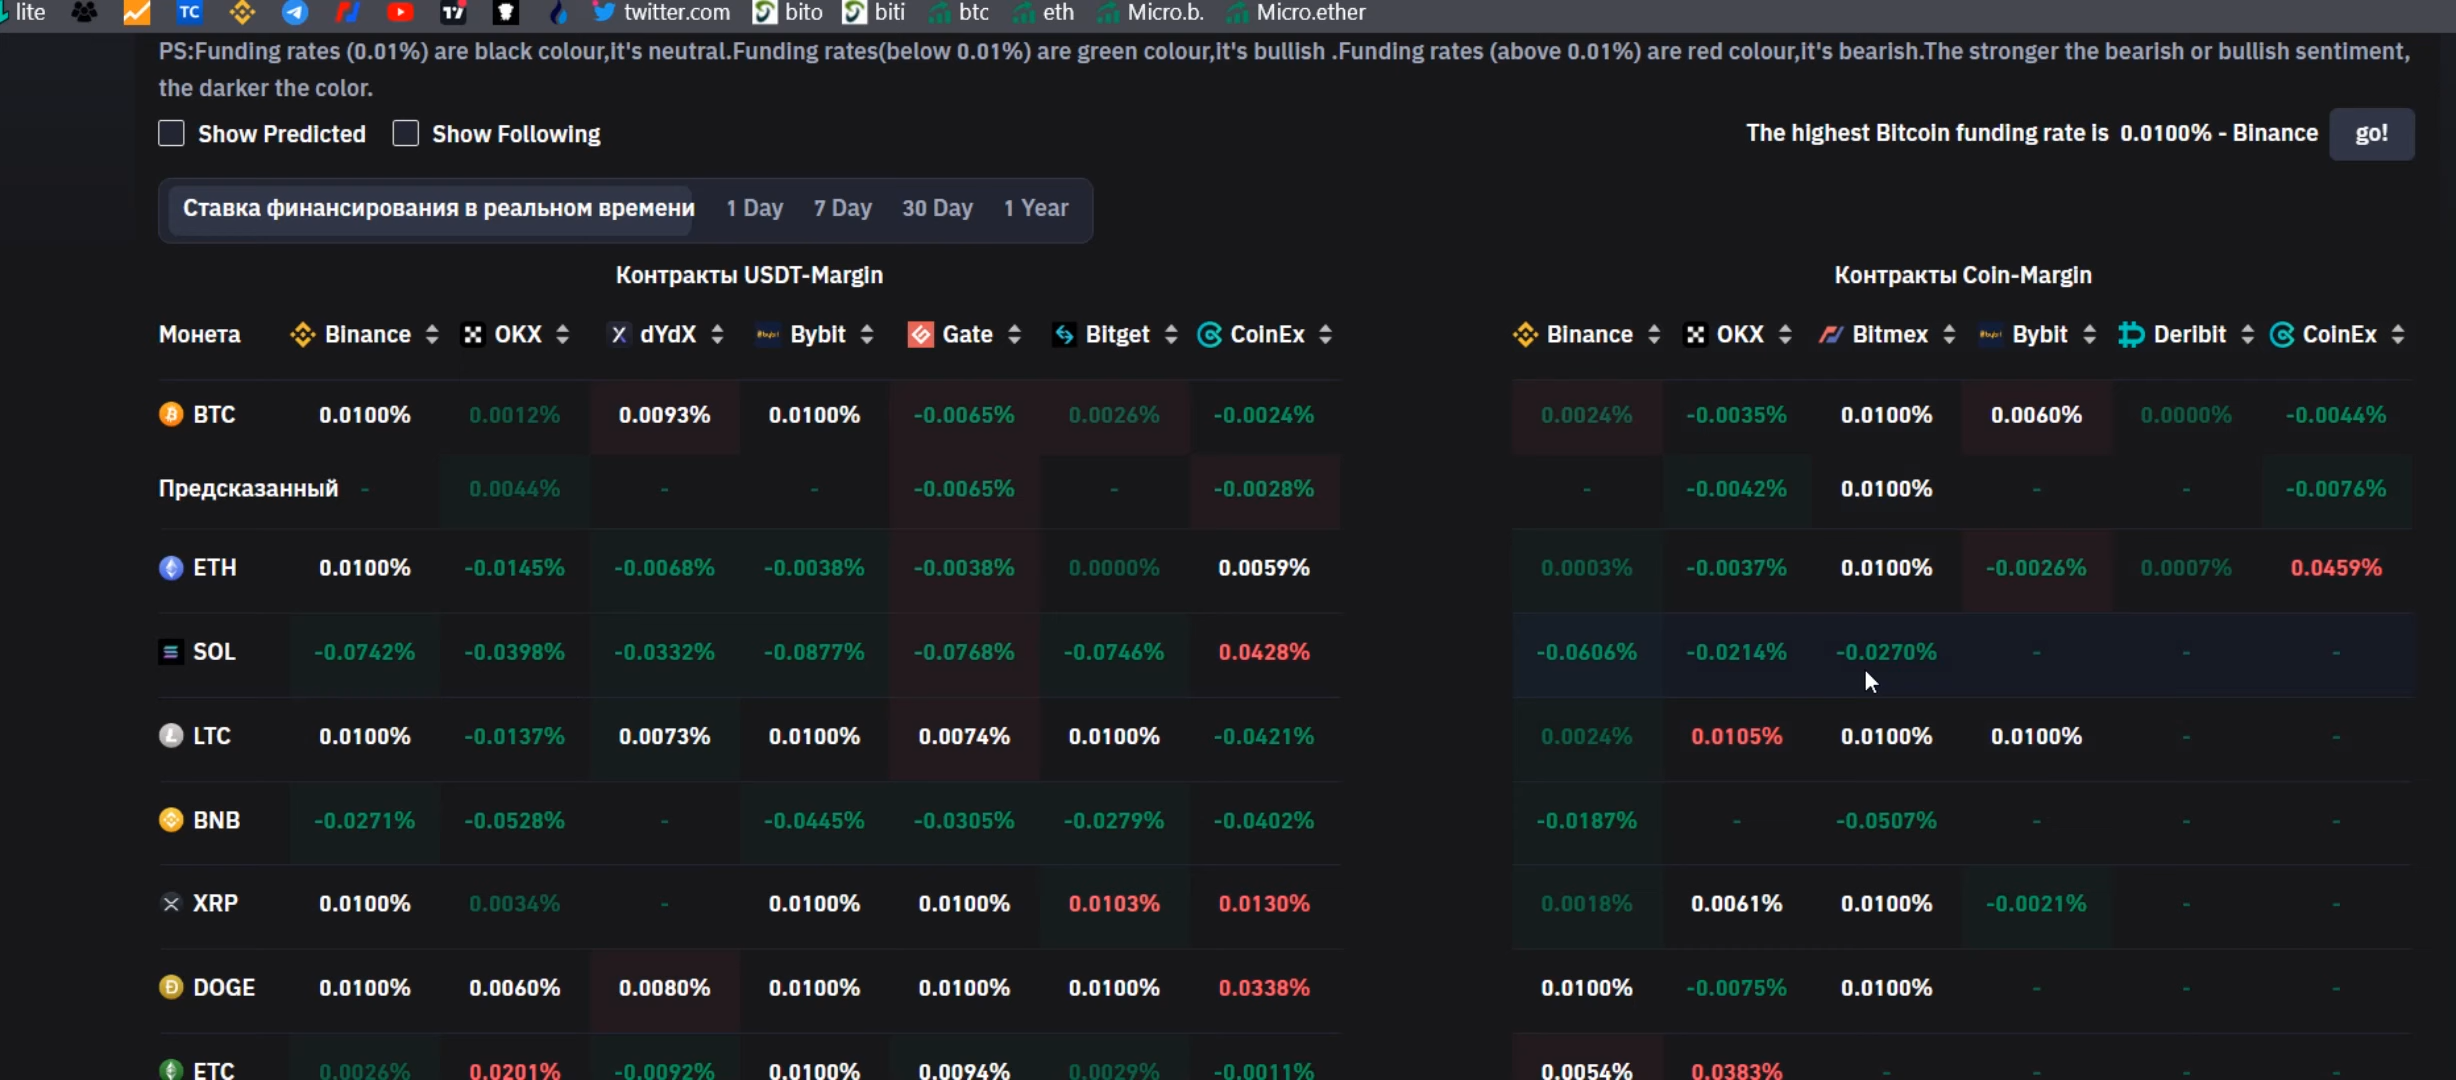 lite twitter.com bito biti btc eth Micro.b. Micro.ether
PS:Funding rates (0.01%) are black colour,it's neutral.Funding rates(below 0.01%) are green colour,it's bullish .Funding rates (above 0.01%) are red colour,it's bearish.The stronger the bearish or bullish sentiment,
the darker the color.
Show Predicted Show Following The highest Bitcoin funding rate is 0.0100% - Binance go!
Ставка финансирования в реальном времени 1 Day 7 Day 30 Day 1 Year
Контракты USDT-Margin Контракты Coin-Margin
Монета Binance OKX dYdX Bybit Gate Bitget CoinEx Binance OKX Bitmex Bybit Deribit CoinEx
BTC 0.0100% 0.0012% 0.0093% 0.0100% -0.0065% 0.0026% -0.0024% 0.0024% -0.0035% 0.0100% 0.0060% 0.0000% -0.0044%
Предсказанный - 0.0044% - - -0.0065% - -0.0028% - -0.0042% 0.0100% - - -0.0076%
ETH 0.0100% -0.0145% -0.0068% -0.0038% -0.0038% 0.0000% 0.0059% 0.0003% -0.0037% 0.0100% -0.0026% 0.0007% 0.0459%
SOL -0.0742% -0.0398% -0.0332% -0.0877% -0.0768% -0.0746% 0.0428% -0.0606% -0.0214% -0.0270% - - -
LTC 0.0100% -0.0137% 0.0073% 0.0100% 0.0074% 0.0100% -0.0421% 0.0024% 0.0105% 0.0100% 0.0100% - -
BNB -0.0271% -0.0528% - -0.0445% -0.0305% -0.0279% -0.0402% -0.0187% - -0.0507% - - -
XRP 0.0100% 0.0034% - 0.0100% 0.0100% 0.0103% 0.0130% 0.0018% 0.0061% 0.0100% -0.0021% - -
DOGE 0.0100% 0.0060% 0.0080% 0.0100% 0.0100% 0.0100% 0.0338% 0.0100% -0.0075% 0.0100% - - -
ETC 0.0026% 0.0201% -0.0092% 0.0100% 0.0094% 0.0029% -0.0011% 0.0054% 0.0383% - - - -